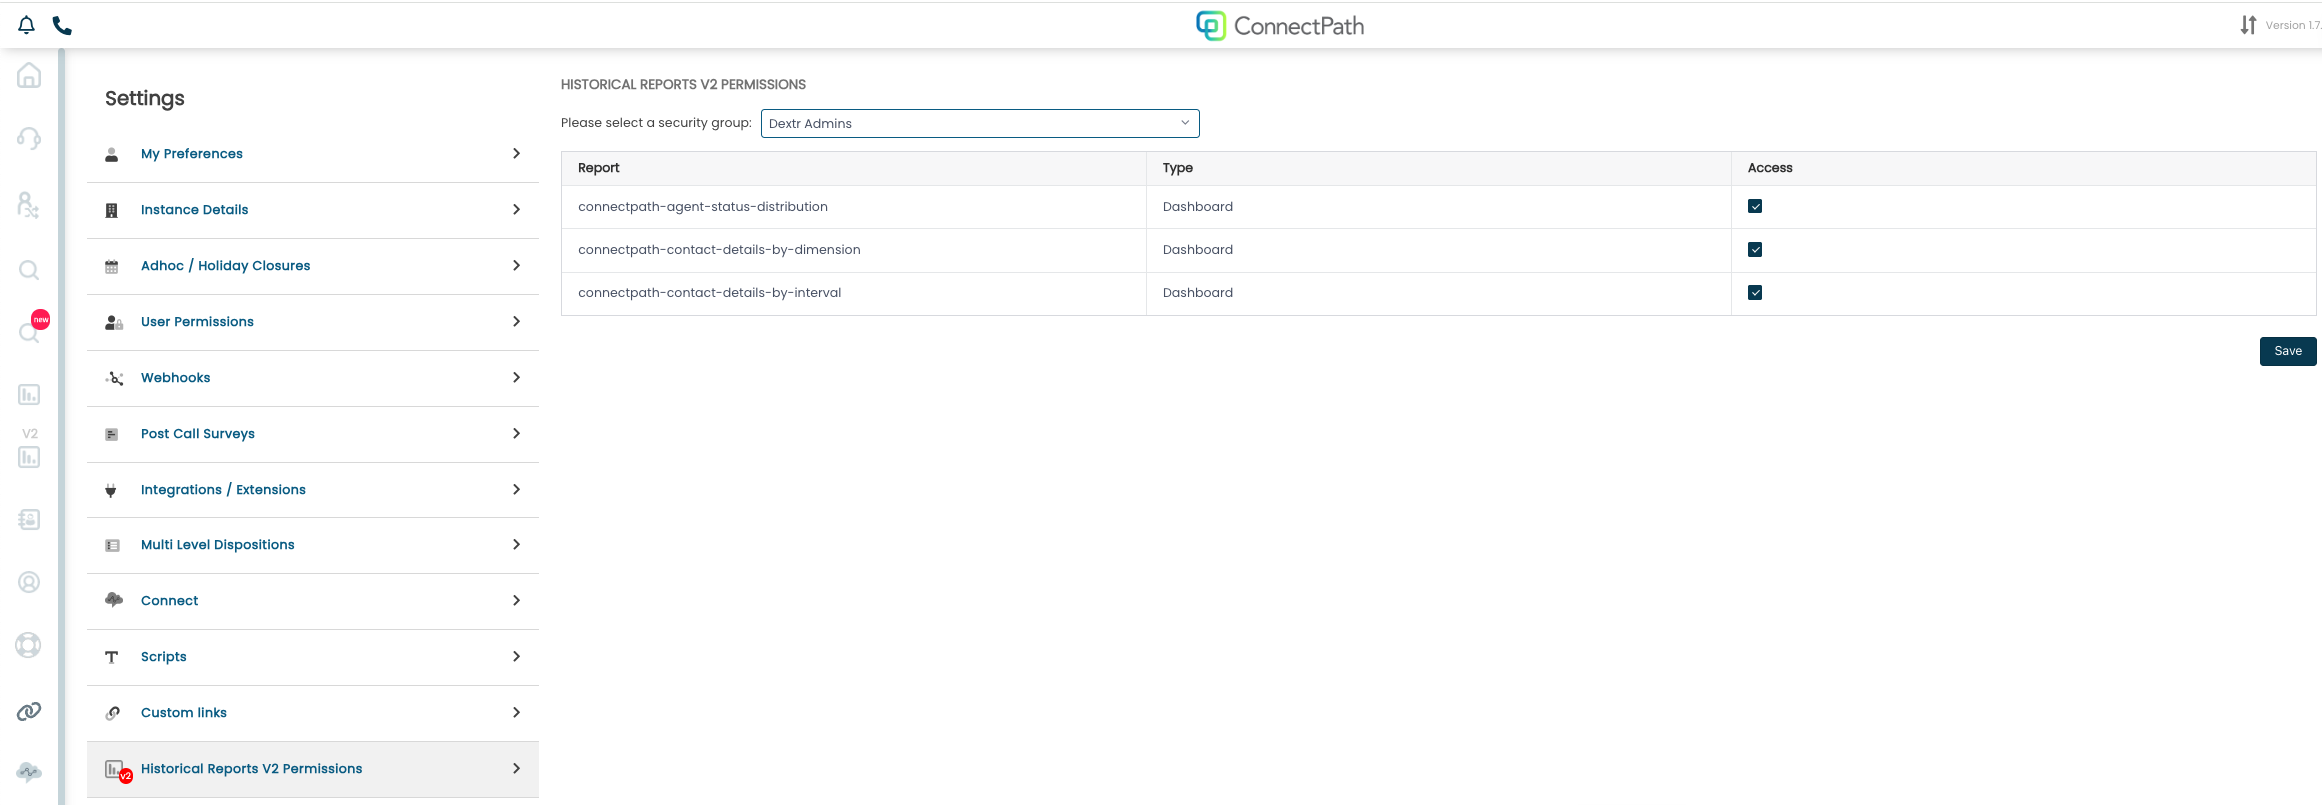 ConnectPath
Version 1.7.
Settings
My Preferences
Instance Details
Adhoc / Holiday Closures
User Permissions
new
Webhooks
V2
Post Call Surveys
Integrations / Extensions
Multi Level Dispositions
Connect
Scripts
Custom links
V2
Historical Reports V2 Permissions
HISTORICAL REPORTS V2 PERMISSIONS
Please select a security group: Dextr Admins
Report Type Access
connectpath-agent-status-distribution Dashboard
connectpath-contact-details-by-dimension Dashboard
connectpath-contact-details-by-interval Dashboard
Save